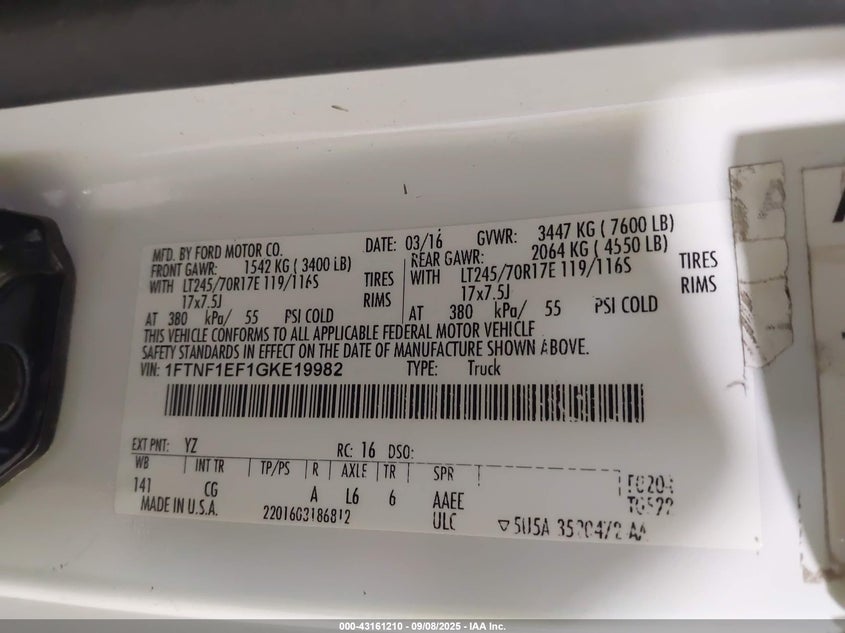 MFD. BY FORD MOTOR CO. DATE: 03/16 GVWR: 3447 KG ( 7600 LB)
FRONT GAWR: 1542 KG ( 3400 LB) REAR GAWR: 2064 KG ( 4550 LB)
WITH LT245/70R17E 119/116S TIRES WITH LT245/70R17E 119/116S TIRES
17x7.5J RIMS 17x7.5J RIMS
AT 380 kPa/ 55 PSI COLD AT 380 kPa/ 55 PSI COLD
THIS VEHICLE CONFORMS TO ALL APPLICABLE FEDERAL MOTOR VEHICLE
SAFETY STANDARDS IN EFFECT ON THE DATE OF MANUFACTURE SHOWN ABOVE.
VIN: 1FTNF1EF1GKE19982 TYPE: Truck
EXT PNT: YZ RC: 16 DSO:
WB INT TR TP/PS R AXLE TR SPR
141 CG A L6 6 AAEE
MADE IN U.S.A. 2201603186812 ULC
000-43161210 - 09/08/2025 - IAA Inc.